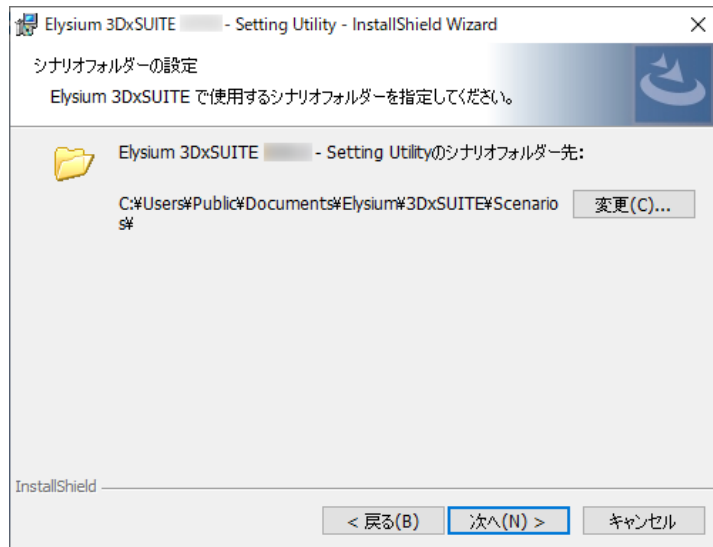 Elysium 3DxSUITE - Setting Utility - InstallShield Wizard
シナリオフォルダーの設定
Elysium 3DxSUITE で使用するシナリオフォルダーを指定してください。
Elysium 3DxSUITE - Setting Utilityのシナリオフォルダー先:
C:¥Users¥Public¥Documents¥Elysium¥3DxSUITE¥Scenario
s¥
変更(C)...
InstallShield
< 戻る(B)
次へ(N) >
キャンセル